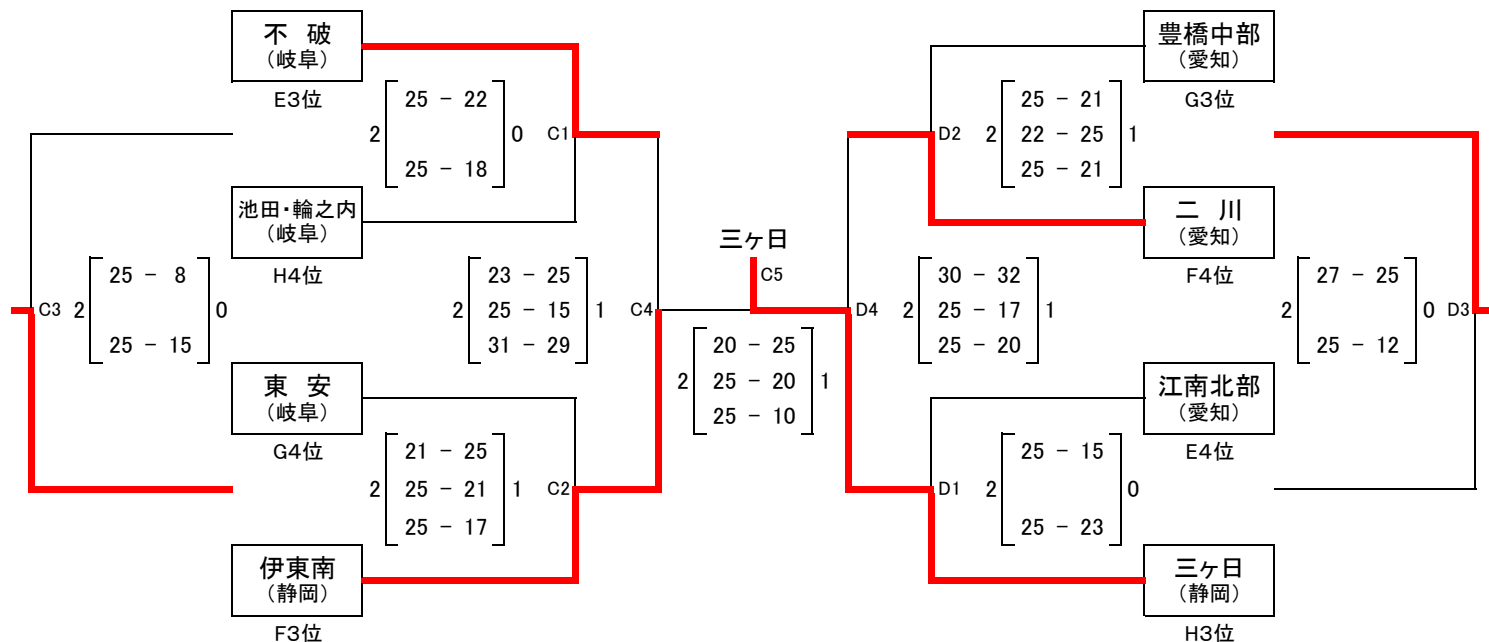 不 破
(岐阜)
E3位
25 - 22
2 0 C1
25 - 18
池田・輪之内
(岐阜)
H4位
25 - 8
C3 2 0
25 - 15
23 - 25
2 25 - 15 1 C4
31 - 29
東 安
(岐阜)
G4位
21 - 25
2 25 - 21 1 C2
25 - 17
伊東南
(静岡)
F3位
三ヶ日
C5
20 - 25
2 25 - 20 1
25 - 10
豊橋中部
(愛知)
G3位
25 - 21
D2 2 22 - 25 1
25 - 21
二 川
(愛知)
F4位
30 - 32
D4 2 25 - 17 1
25 - 20
27 - 25
2 0 D3
25 - 12
江南北部
(愛知)
E4位
25 - 15
D1 2 0
25 - 23
三ヶ日
(静岡)
H3位